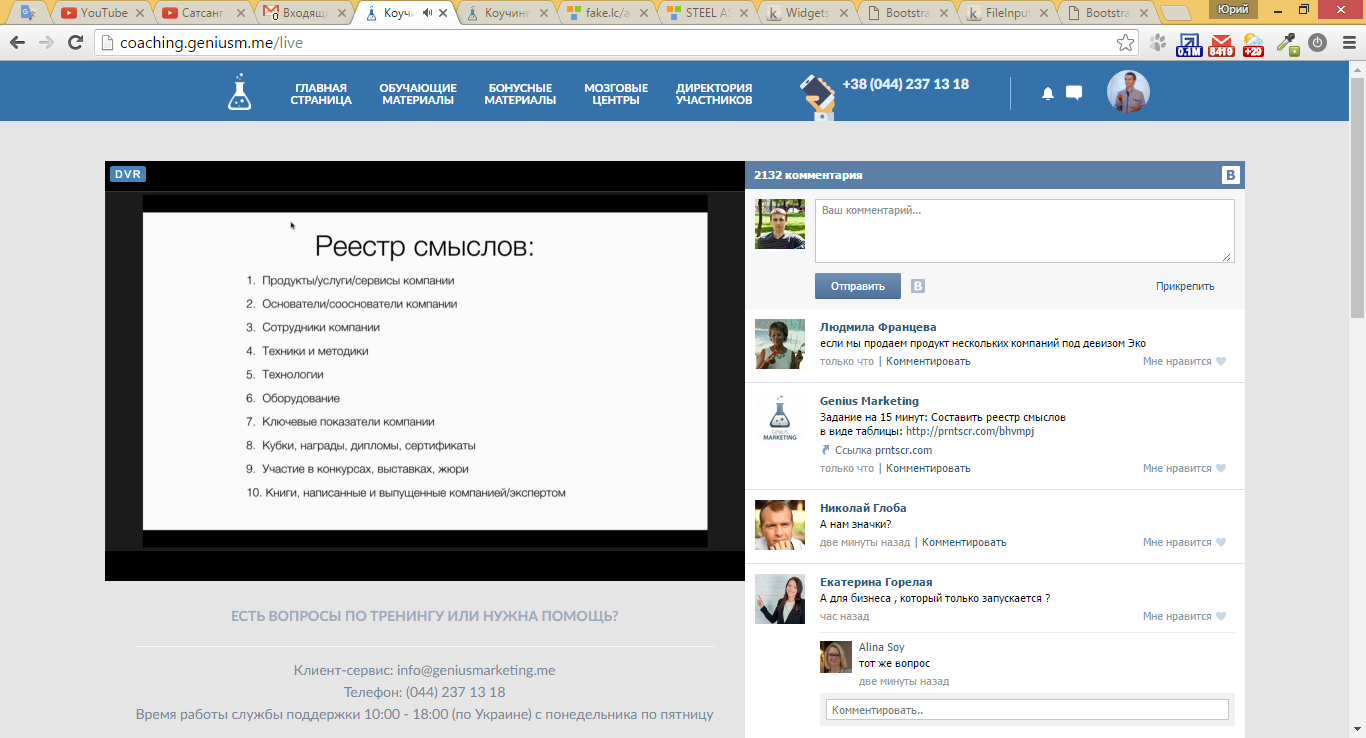 YouTube
Сатсанг
Входящи
Коучи
Коучинг
fake.lc/a
STEEL AS
Widgets
Bootstra
FileInput
Bootstra
Юрий
coaching.geniusm.me/live
0.1M
8419
+29
ГЛАВНАЯ
СТРАНИЦА
ОБУЧАЮЩИЕ
МАТЕРИАЛЫ
БОНУСНЫЕ
МАТЕРИАЛЫ
МОЗГОВЫЕ
ЦЕНТРЫ
ДИРЕКТОРИЯ
УЧАСТНИКОВ
+38 (044) 237 13 18
DVR
Реестр смыслов:
1. Продукты/услуги/сервисы компании
2. Основатели/сооснователи компании
3. Сотрудники компании
4. Техники и методики
5. Технологии
6. Оборудование
7. Ключевые показатели компании
8. Кубки, награды, дипломы, сертификаты
9. Участие в конкурсах, выставках, жюри
10. Книги, написанные и выпущенные компанией/экспертом
ЕСТЬ ВОПРОСЫ ПО ТРЕНИНГУ ИЛИ НУЖНА ПОМОЩЬ?
Клиент-сервис: info@geniusmarketing.me
Телефон: (044) 237 13 18
Время работы службы поддержки 10:00 - 18:00 (по Украине) с понедельника по пятницу
2132 комментария
B
Ваш комментарий...
Отправить
B
Прикрепить
Людмила Францева
если мы продаем продукт нескольких компаний под девизом Эко
только что | Комментировать
Мне нравится
GENIUS
MARKETING
Genius Marketing
Задание на 15 минут: Составить реестр смыслов
в виде таблицы: http://prntscr.com/bhvmpj
Ссылка prntscr.com
только что | Комментировать
Мне нравится
Николай Глоба
А нам значки?
две минуты назад | Комментировать
Мне нравится
Екатерина Горелая
А для бизнеса , который только запускается ?
час назад
Мне нравится
Alina Soy
тот же вопрос
две минуты назад
Комментировать..